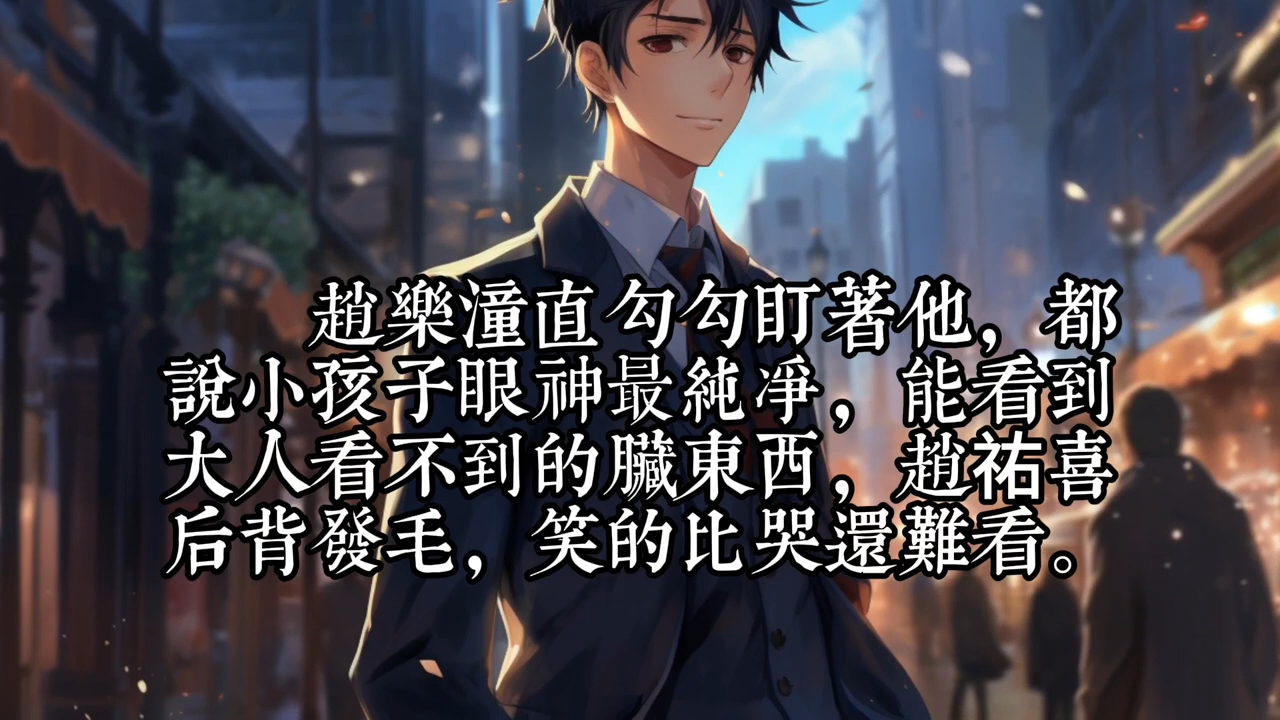 趙樂潼直勾勾盯著他，都
說小孩子眼神最純凈，能看到
大人看不到的臟東西，趙祐喜
后背發毛，笑的比哭還難看。